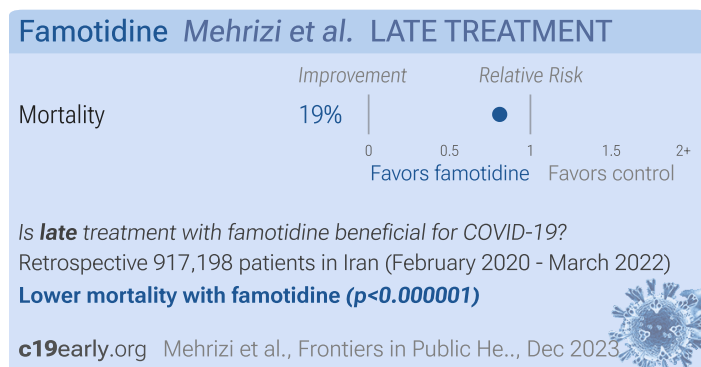 Famotidine Mehrizi et al. LATE TREATMENT
Improvement Relative Risk
Mortality 19%
0 0.5 1 1.5 2+
Favors famotidine Favors control
Is late treatment with famotidine beneficial for COVID-19?
Retrospective 917,198 patients in Iran (February 2020 - March 2022)
Lower mortality with famotidine (p<0.000001)
c19early.org Mehrizi et al., Frontiers in Public He.., Dec 2023